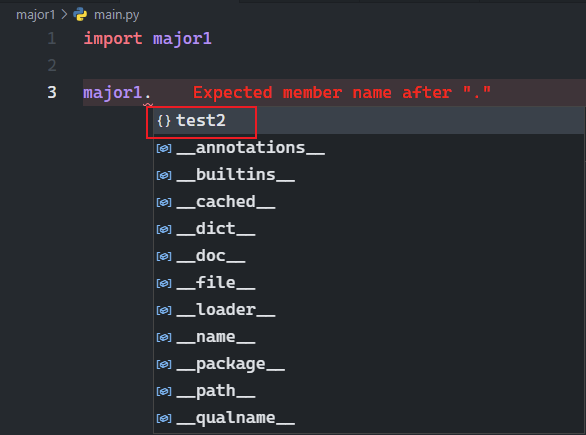 major1 > main.py
1 import major1
2
3 major1. Expected member name after "."
{} test2
__annotations__
__builtins__
__cached__
__dict__
__doc__
__file__
__loader__
__name__
__package__
__path__
__qualname__